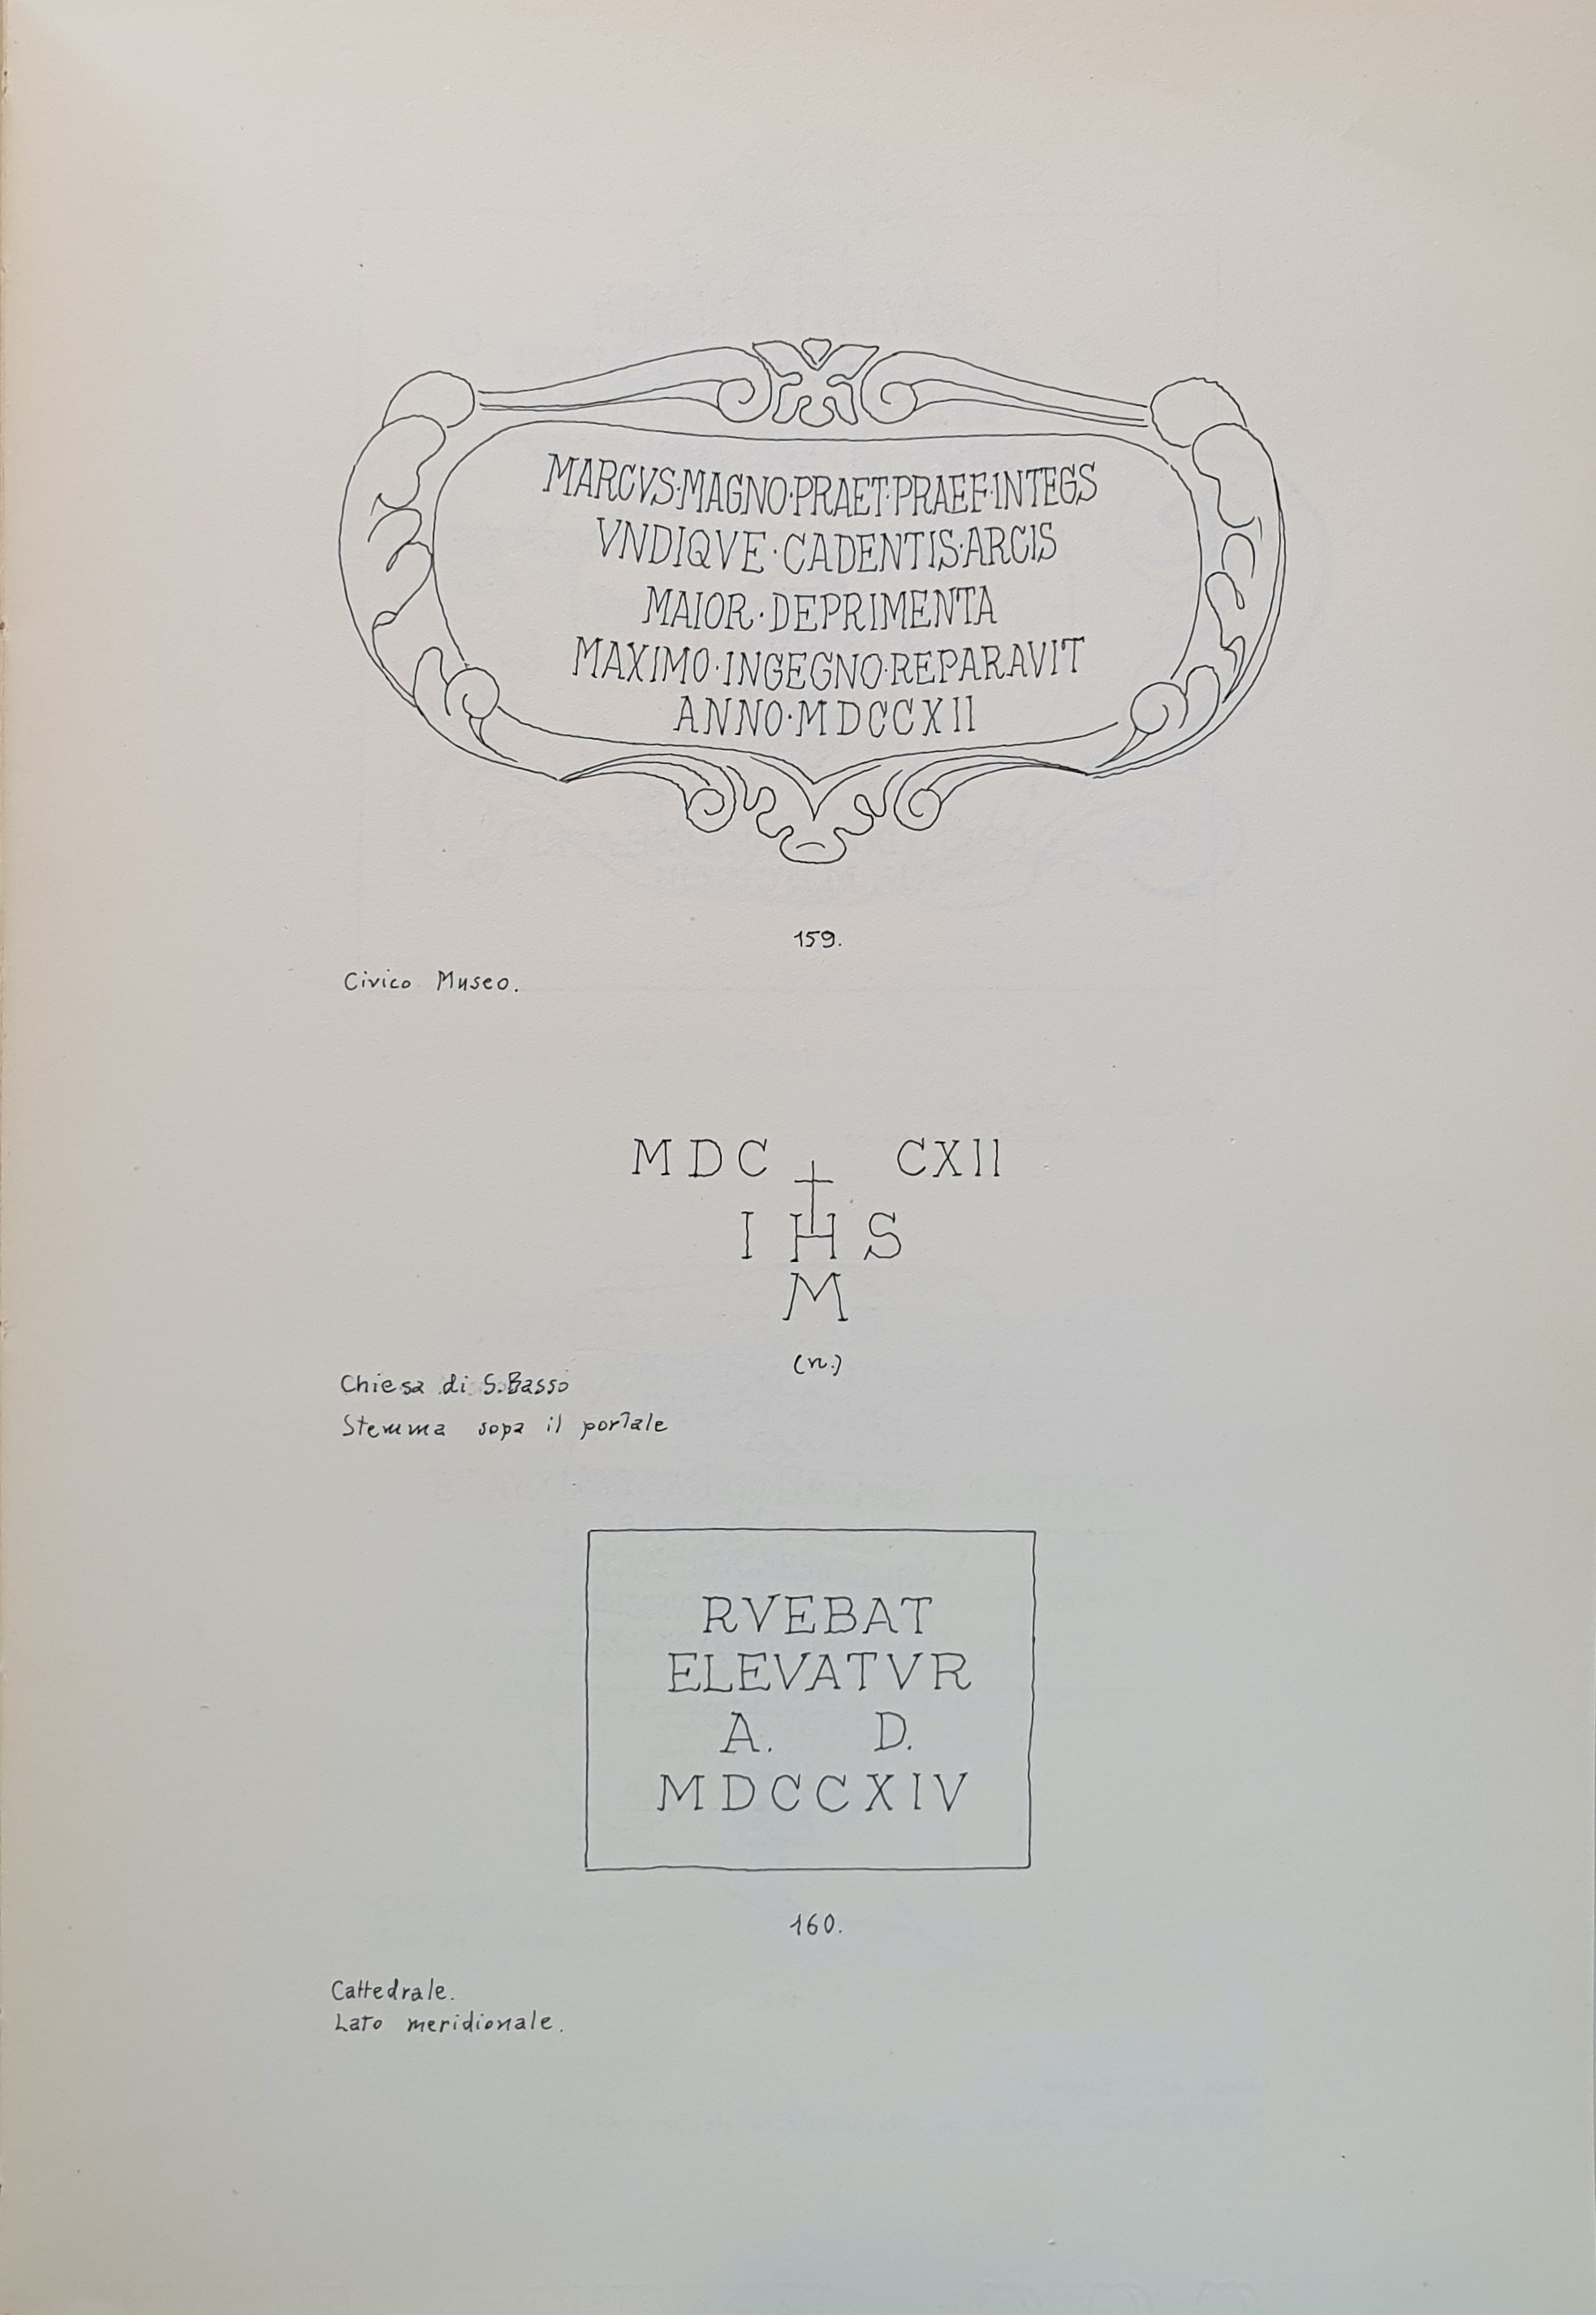 MARCVS·MAGNO·PRAET·PRAEF·INTEGS
VNDIQVE·CADENTIS·ARCIS
MAIOR·DEPRIMENTA
MAXIMO·INGEGNO·REPARAVIT
ANNO·MDCCXII
159.
Civico Museo.
MDC CXII
IHS
M
(n.)
Chiesa di S. Basso
Stemma sopa il portale
RVEBAT
ELEVATVR
A. D.
MDCCXIV
160.
Cattedrale.
Lato meridionale.